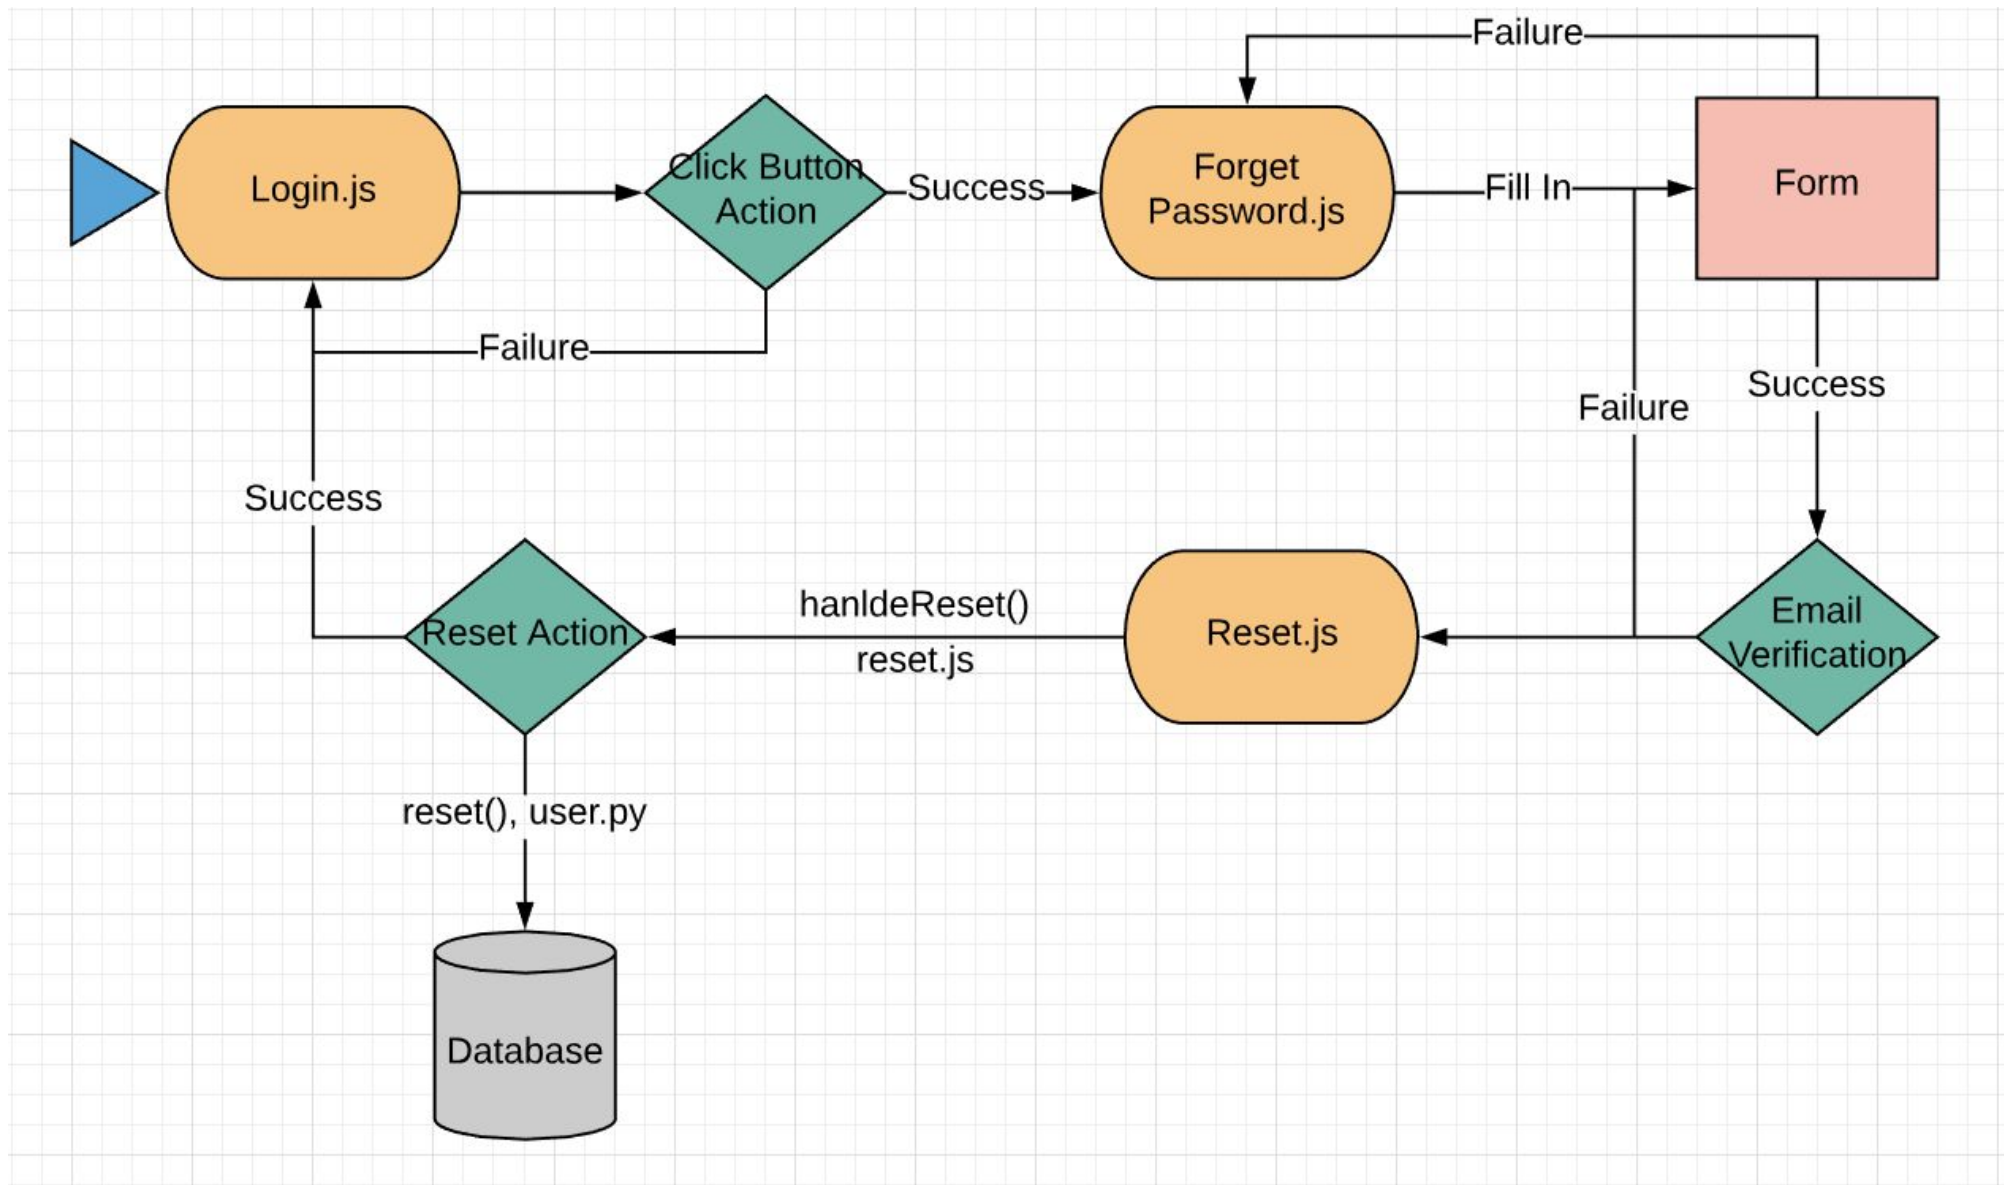 Failure
Login.js
Click Button
Action
Success
Forget
Password.js
Fill In
Form
Failure
Failure
Success
Success
Reset Action
hanldeReset()
reset.js
Reset.js
Email
Verification
reset(), user.py
Database